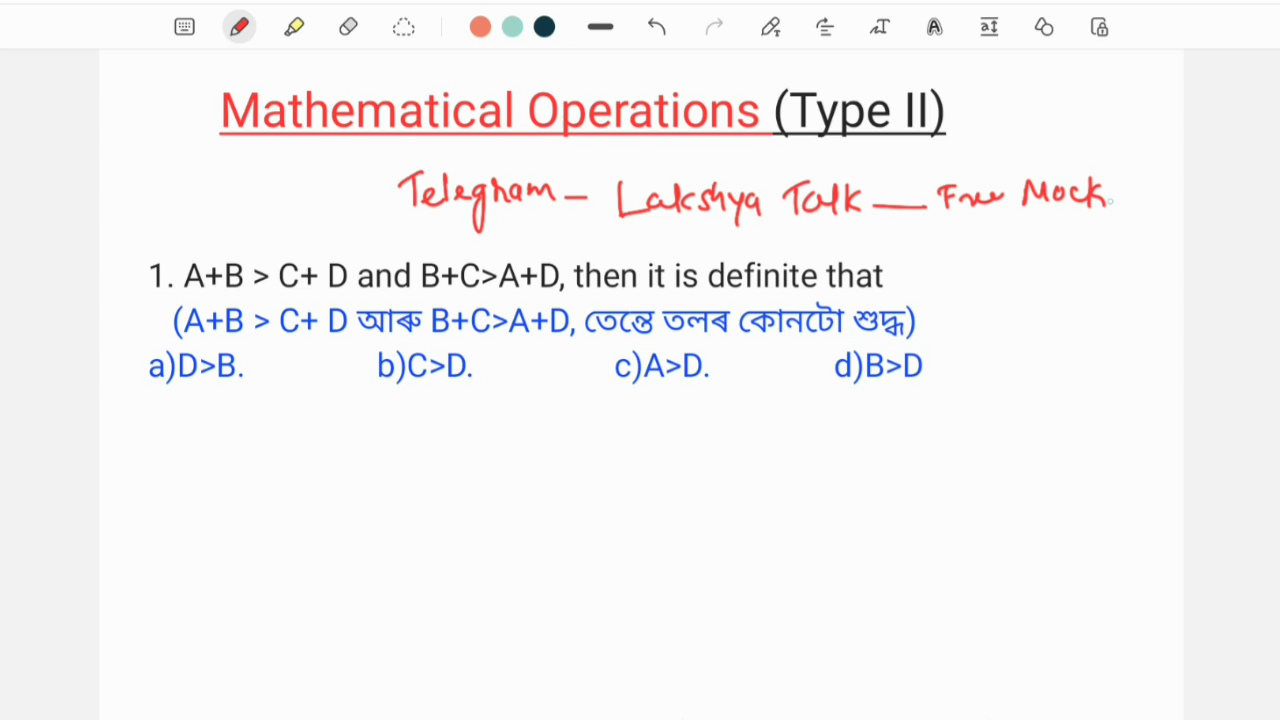 Mathematical Operations (Type II)
Telegram - Lakshya Talk — Free Mock
1. A+B > C+ D and B+C>A+D, then it is definite that
(A+B > C+ D আৰু B+C>A+D, তেন্তে তলৰ কোনটো শুদ্ধ)
a)D>B. b)C>D. c)A>D. d)B>D